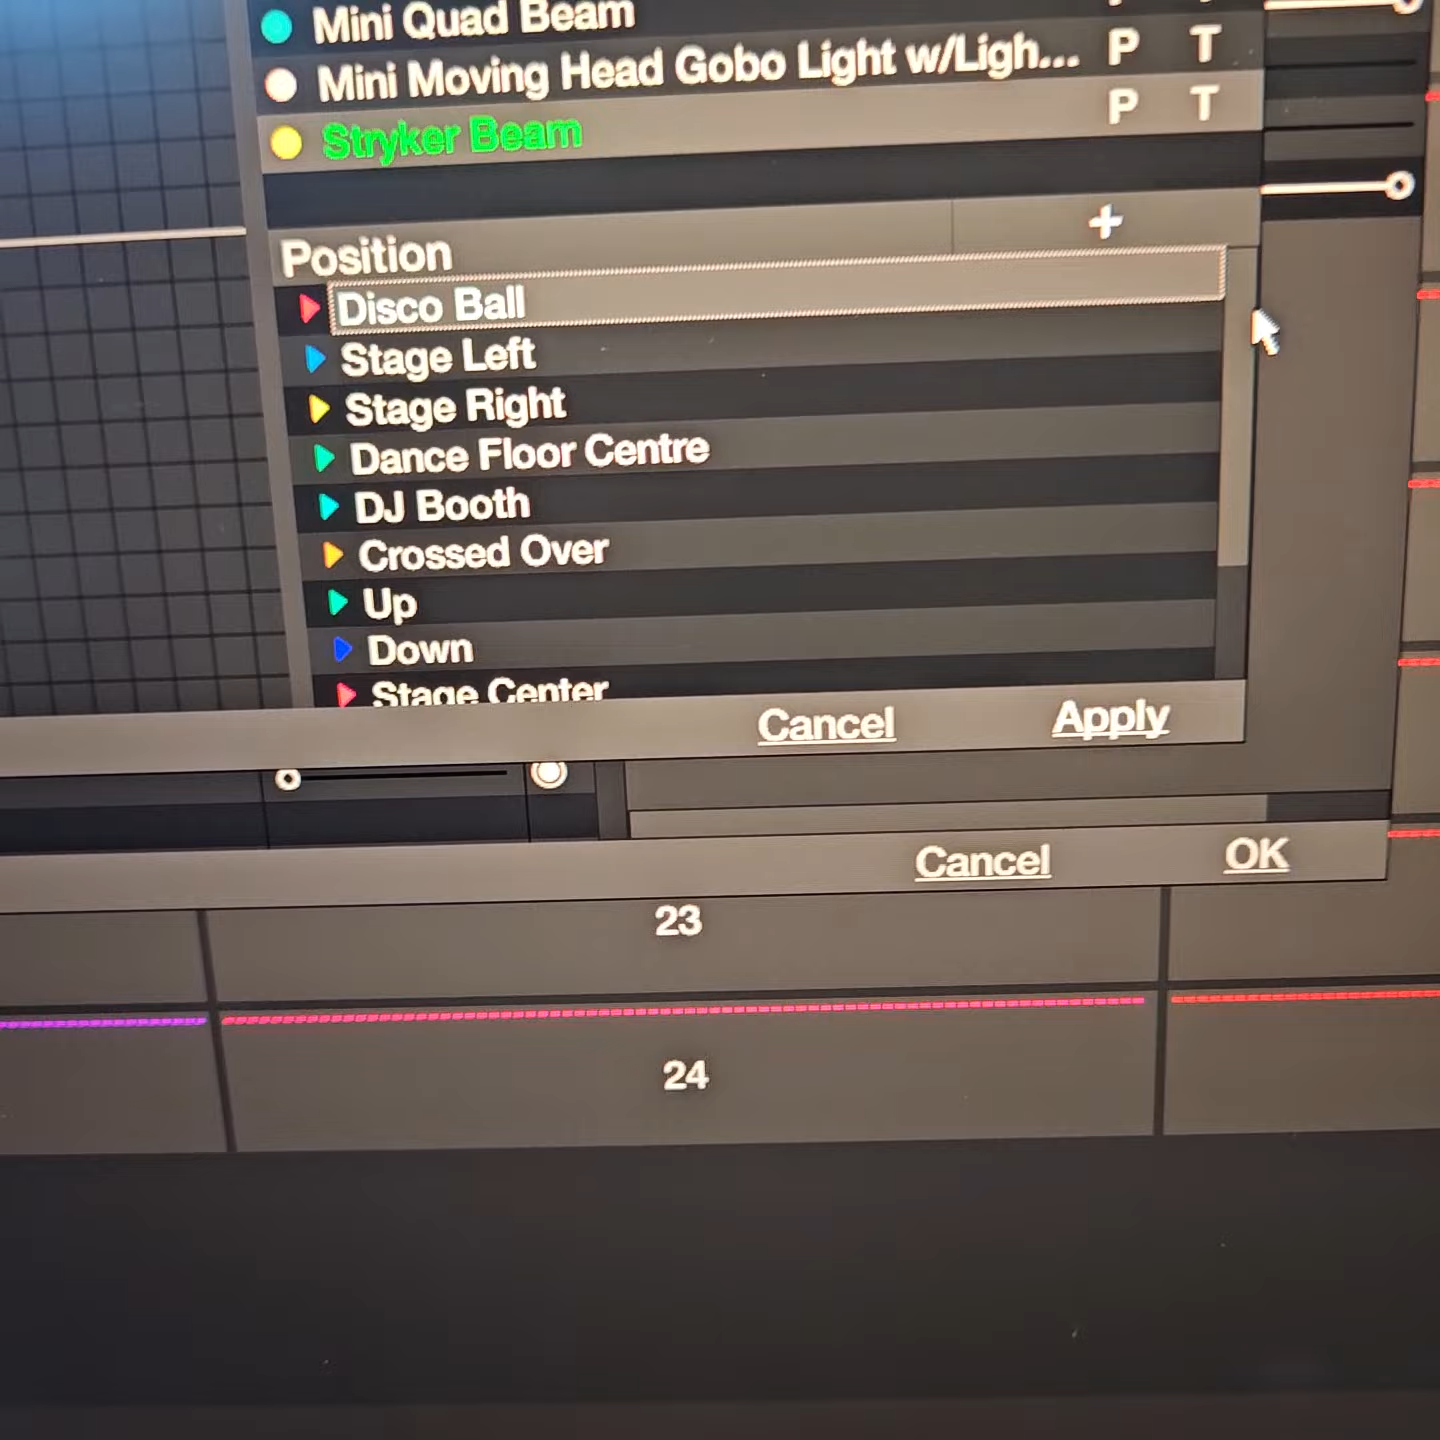 Mini Quad Beam
Mini Moving Head Gobo Light w/Ligh... P T
Stryker Beam P T
Position +
Disco Ball
Stage Left
Stage Right
Dance Floor Centre
DJ Booth
Crossed Over
Up
Down
Stage Center
Cancel Apply
Cancel OK
23
24